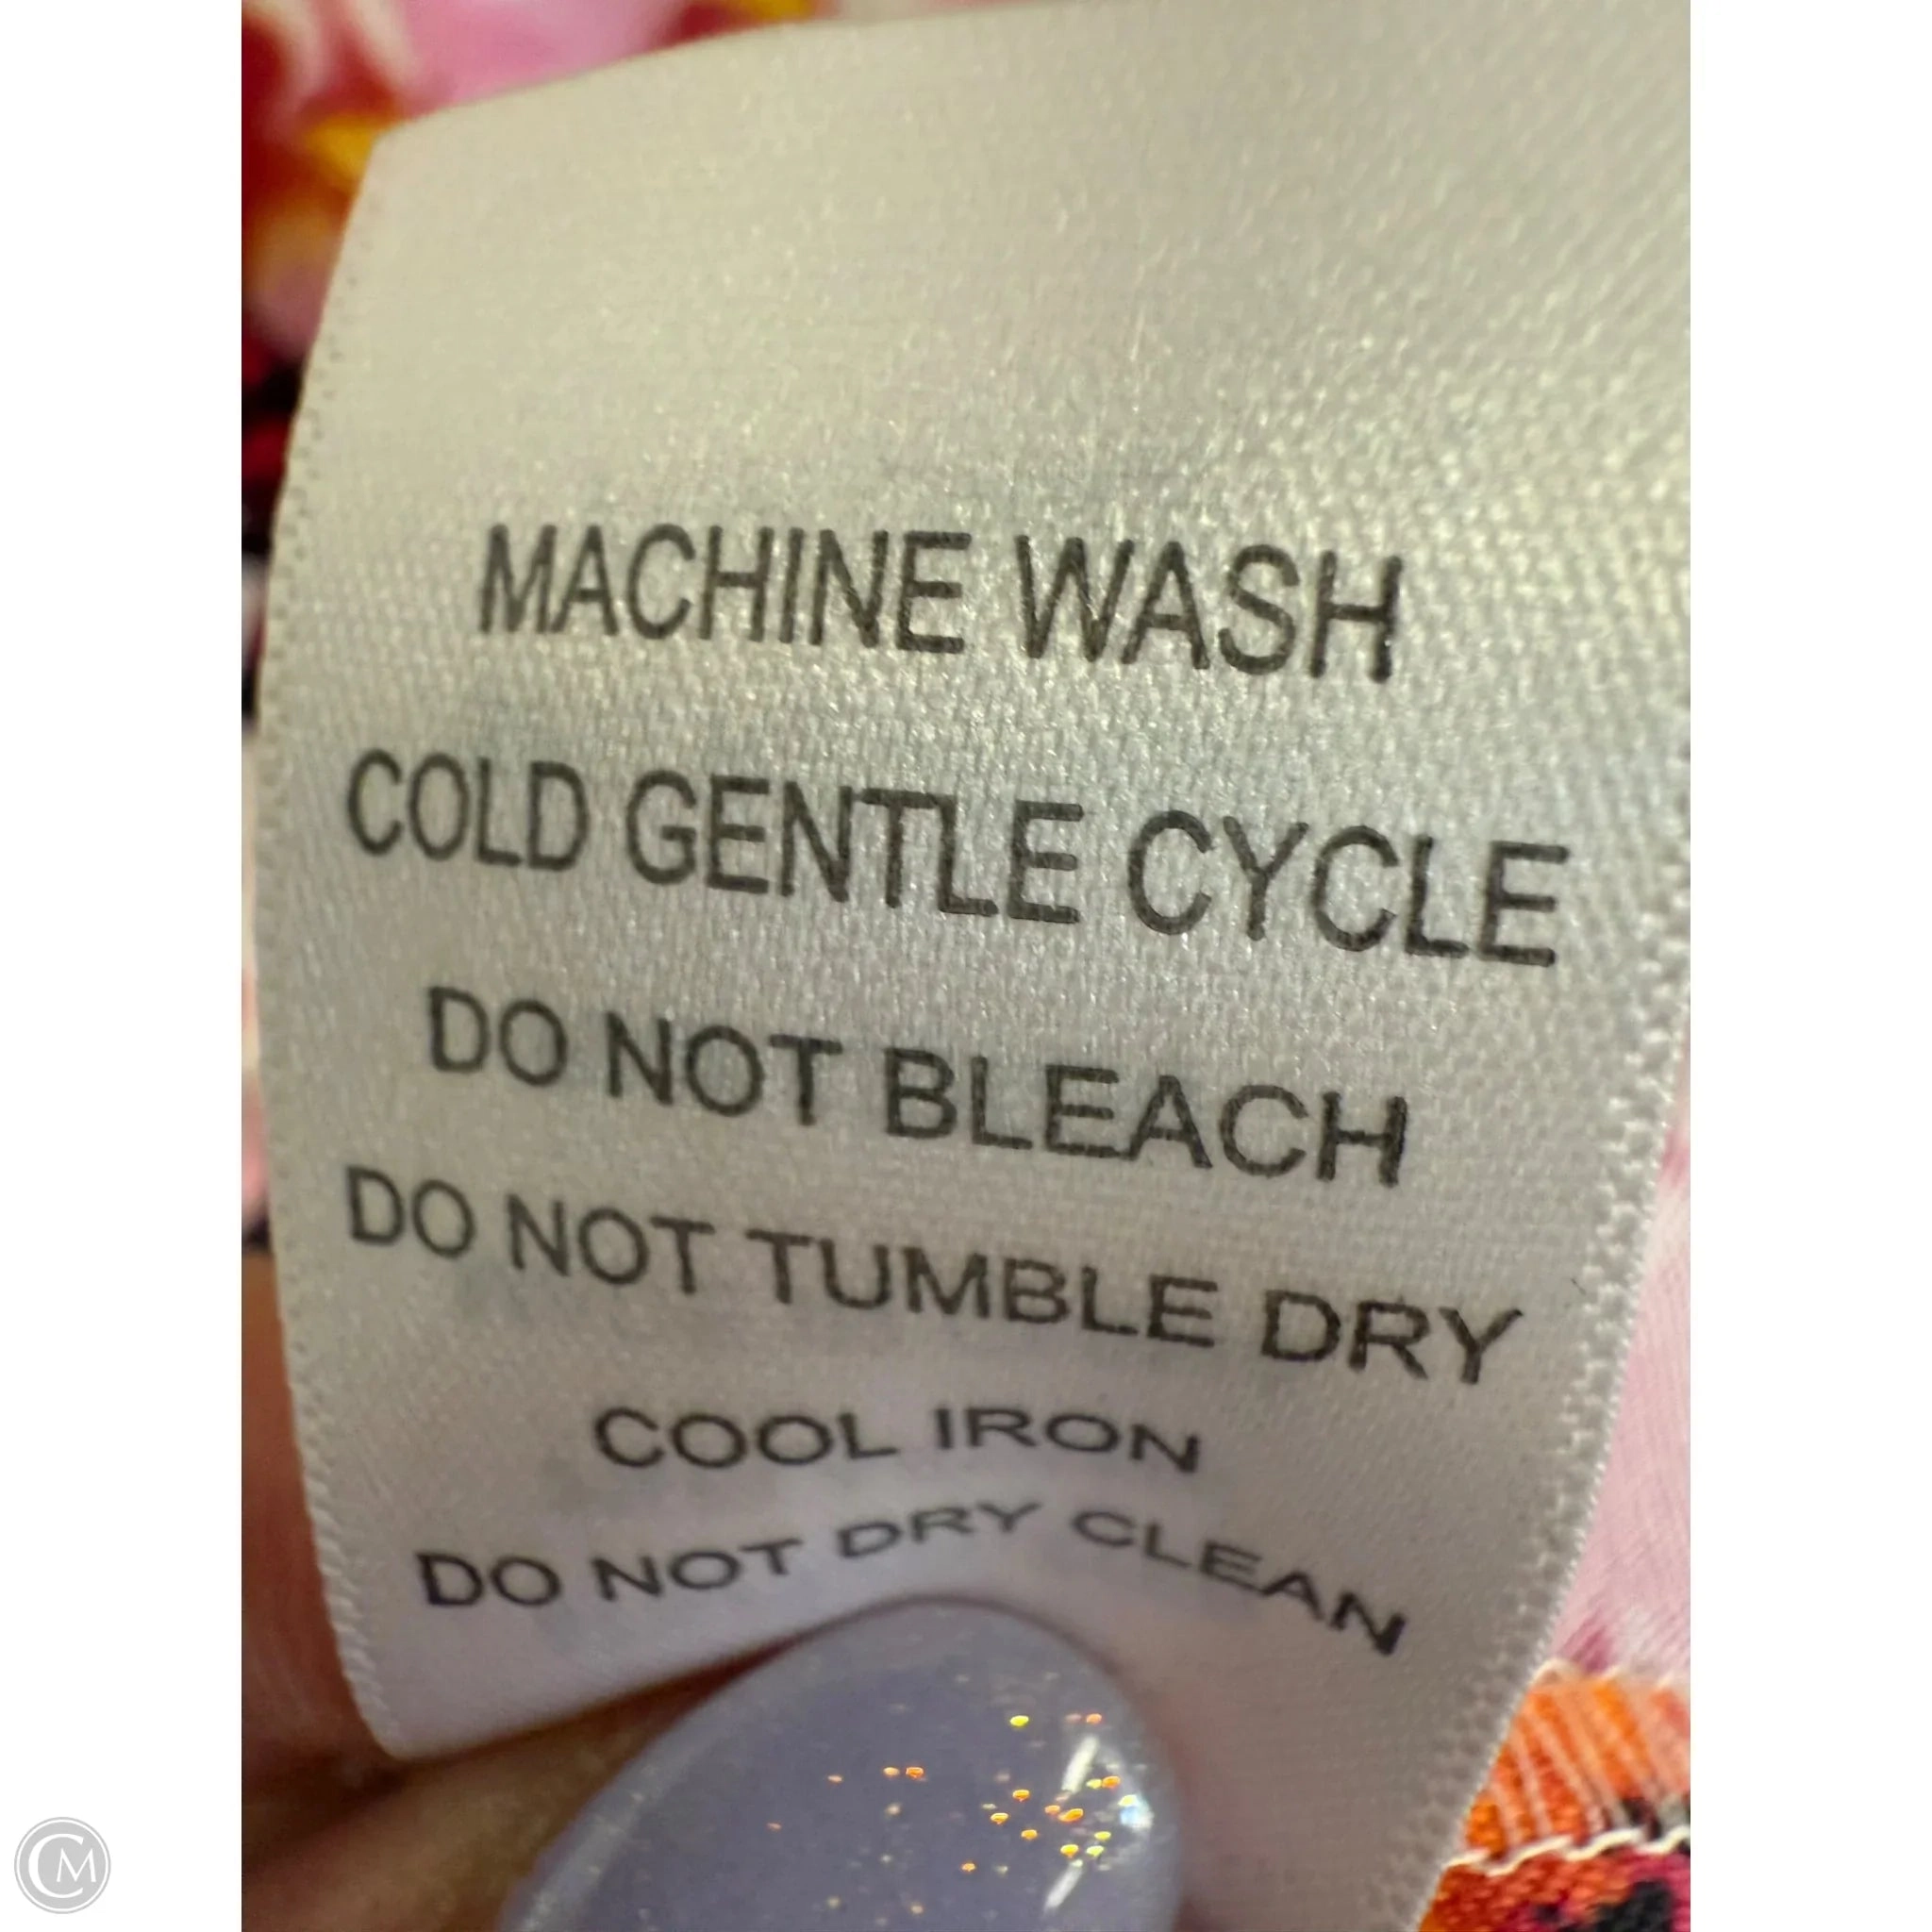 MACHINE WASH
COLD GENTLE CYCLE
DO NOT BLEACH
DO NOT TUMBLE DRY
COOL IRON
DO NOT DRY CLEAN
CM